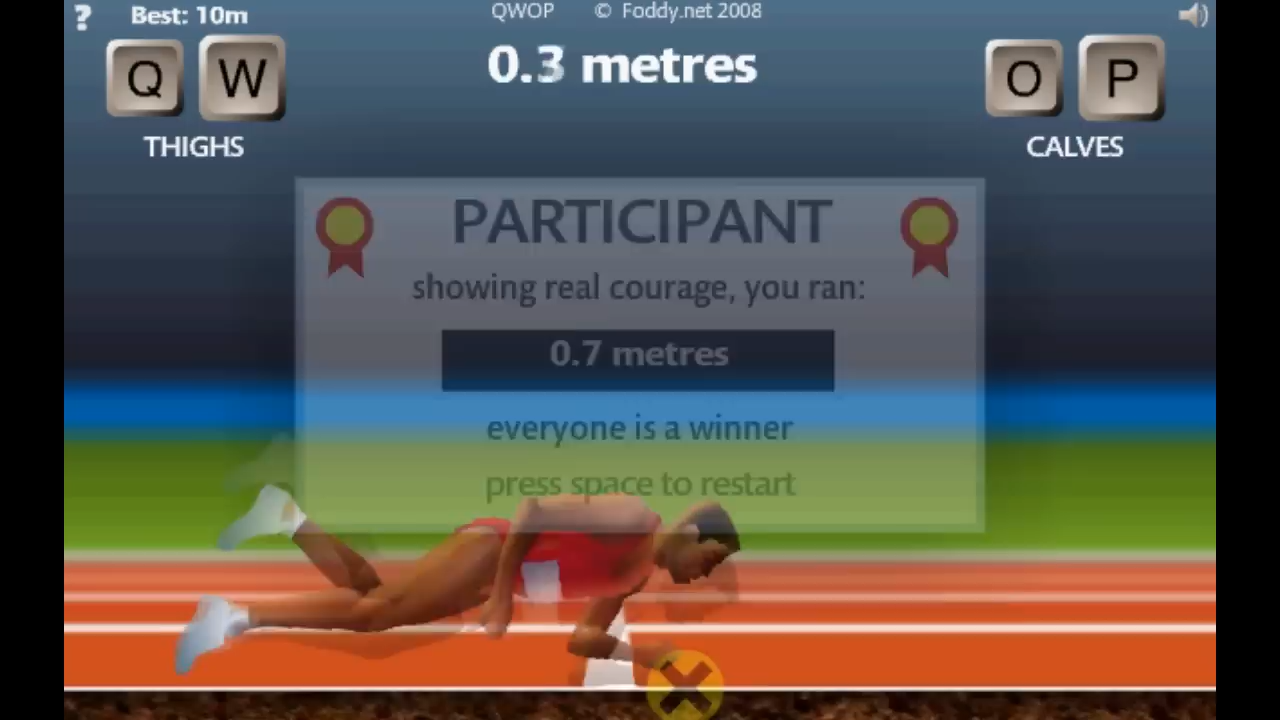 ?
Best: 10m
QWOP © Foddy.net 2008
0.3 metres
Q W
O P
THIGHS
CALVES
PARTICIPANT
showing real courage, you ran:
0.7 metres
everyone is a winner
press space to restart